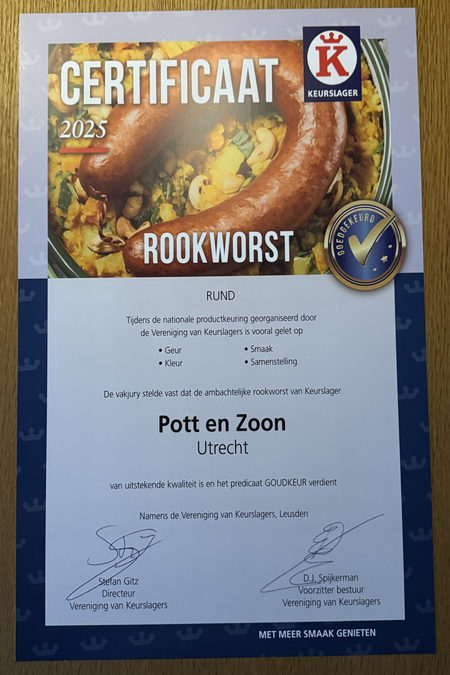 CERTIFICAAT
2025
K
KEURSLAGER
ROOKWORST
GOEDGEKEURD
RUND
Tijdens de nationale productkeuring georganiseerd door
de Vereniging van Keurslagers is vooral gelet op
• Geur • Smaak
• Kleur • Samenstelling
De vakjury stelde vast dat de ambachtelijke rookworst van Keurslager
Pott en Zoon
Utrecht
van uitstekende kwaliteit is en het predicaat GOUDKEUR verdient
Namens de Vereniging van Keurslagers, Leusden
Stefan Gitz
Directeur
Vereniging van Keurslagers
D.J. Spijkerman
Voorzitter bestuur
Vereniging van Keurslagers
MET MEER SMAAK GENIETEN